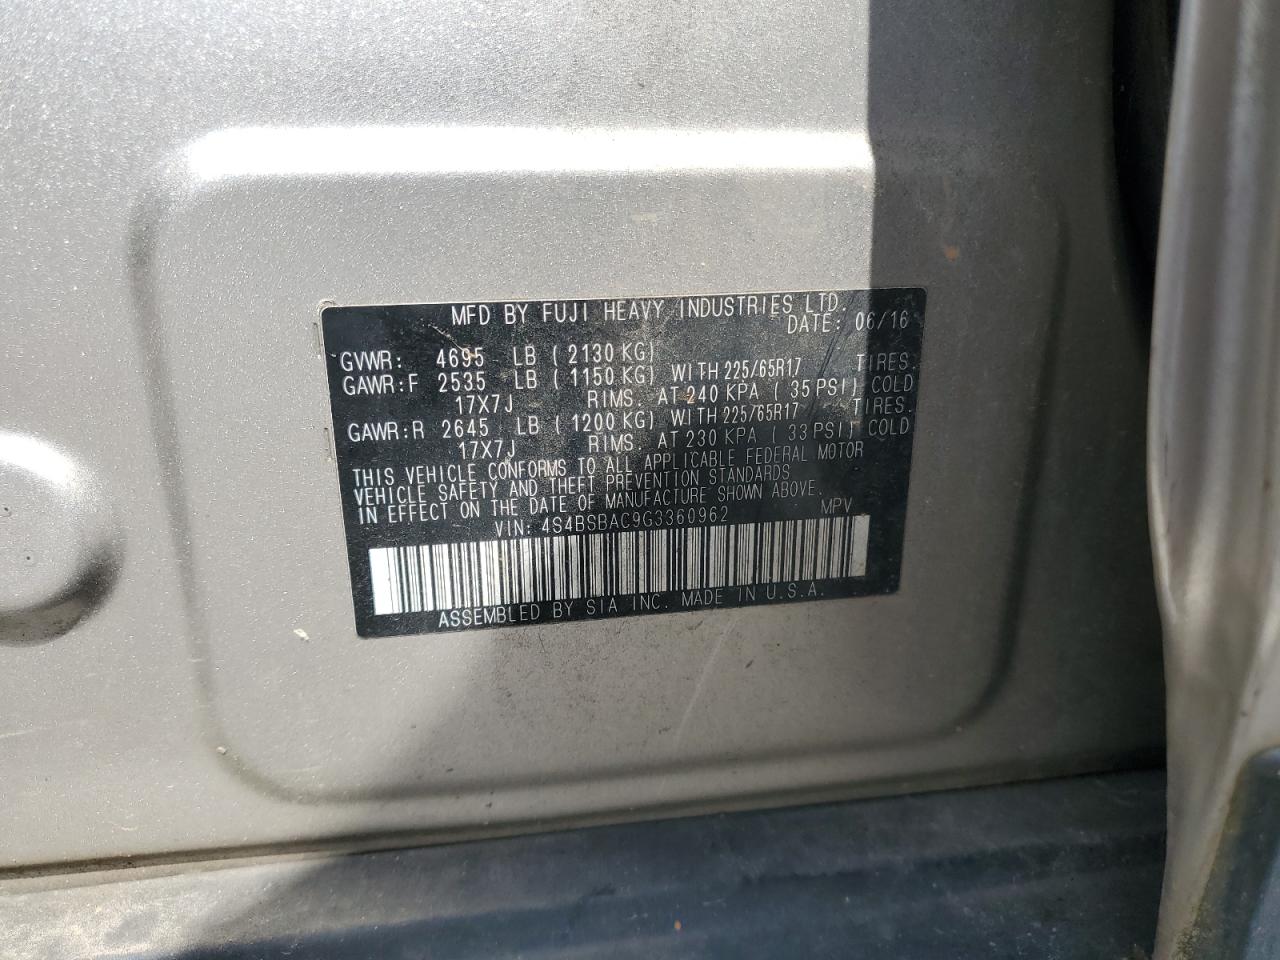 MFD BY FUJI HEAVY INDUSTRIES LTD.
DATE: 06/16
GVWR: 4695 LB ( 2130 KG)
GAWR:F 2535 LB ( 1150 KG) WITH 225/65R17 TIRES.
17X7J RIMS. AT 240 KPA ( 35 PSI) COLD
GAWR:R 2645 LB ( 1200 KG) WITH 225/65R17 TIRES.
17X7J RIMS. AT 230 KPA ( 33 PSI) COLD
THIS VEHICLE CONFORMS TO ALL APPLICABLE FEDERAL MOTOR
VEHICLE SAFETY AND THEFT PREVENTION STANDARDS
IN EFFECT ON THE DATE OF MANUFACTURE SHOWN ABOVE.
VIN: 4S4BSBAC9G3360962 MPV
ASSEMBLED BY SIA INC. MADE IN U.S.A.